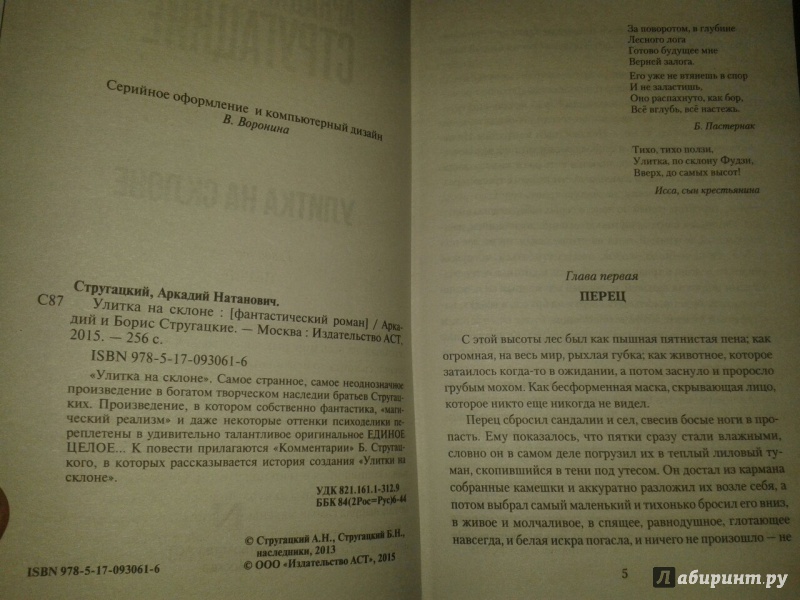 Серийное оформление и компьютерный дизайн
В. Воронина
Стругацкий, Аркадий Натанович.
С87 Улитка на склоне : [фантастический роман] / Арка-
дий и Борис Стругацкие. — Москва : Издательство АСТ,
2015. — 256 с.
ISBN 978-5-17-093061-6
«Улитка на склоне». Самое странное, самое неоднозначное
произведение в богатом творческом наследии братьев Стругац-
ких. Произведение, в котором собственно фантастика, «маги-
ческий реализм» и даже некоторые оттенки психоделики пе-
реплетены в удивительно талантливое оригинальное ЕДИНОЕ
ЦЕЛОЕ... К повести прилагаются «Комментарии» Б. Стругац-
кого, в которых рассказывается история создания «Улитки на
склоне».
УДК 821.161.1-312.9
ББК 84(2Рос=Рус)6-44
© Стругацкий А.Н., Стругацкий Б.Н.,
наследники, 2013
© ООО «Издательство АСТ», 2015
ISBN 978-5-17-093061-6
За поворотом, в глубине
Лесного лога
Готово будущее мне
Верней залога.
Его уже не втянешь в спор
И не заластишь,
Оно распахнуто, как бор,
Всё вглубь, всё настежь.
Б. Пастернак
Тихо, тихо ползи,
Улитка, по склону Фудзи,
Вверх, до самых высот!
Исса, сын крестьянина
Глава первая
ПЕРЕЦ
С этой высоты лес был как пышная пятнистая пена; как
огромная, на весь мир, рыхлая губка; как животное, которое
затаилось когда-то в ожидании, а потом заснуло и проросло
грубым мохом. Как бесформенная маска, скрывающая лицо,
которое никто еще никогда не видел.
Перец сбросил сандалии и сел, свесив босые ноги в про-
пасть. Ему показалось, что пятки сразу стали влажными,
словно он в самом деле погрузил их в теплый лиловый ту-
ман, скопившийся в тени под утесом. Он достал из кармана
собранные камешки и аккуратно разложил их возле себя, а
потом выбрал самый маленький и тихонько бросил его вниз,
в живое и молчаливое, в спящее, равнодушное, глотающее
навсегда, и белая искра погасла, и ничего не произошло — не
5
Лабиринт.ру